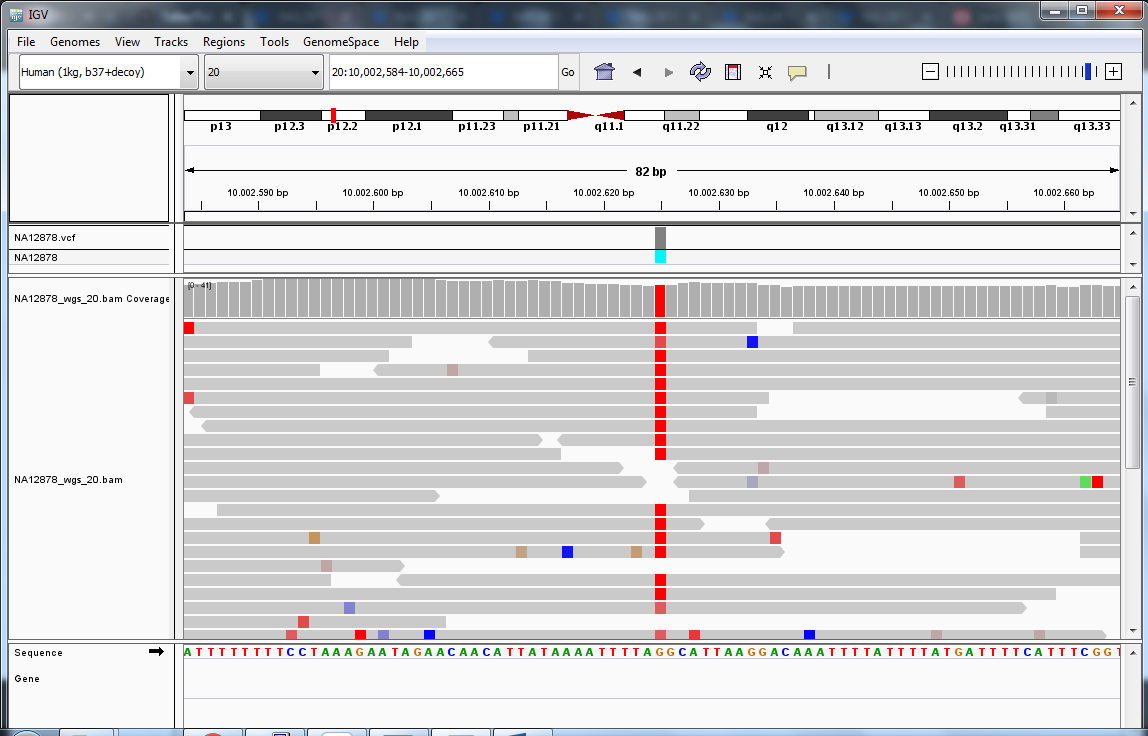 IGV
File Genomes View Tracks Regions Tools GenomeSpace Help
Human (1kg, b37+decoy) 20 20:10,002,584-10,002,665 Go
p13 p12.3 p12.2 p12.1 p11.23 p11.21 q11.1 q11.22 q12 q13.12 q13.13 q13.2 q13.31 q13.33
82 bp
10.002.590 bp 10.002.600 bp 10.002.610 bp 10.002.620 bp 10.002.630 bp 10.002.640 bp 10.002.650 bp 10.002.660 bp
NA12878.vcf
NA12878
NA12878_wgs_20.bam Coverage [0 - 41]
NA12878_wgs_20.bam
Sequence A T T T T T T T T C C T A A A G A A T A G A A C A A C A T T A T A A A A T T T T A G G C A T T A A G G A C A A A T T T T A T T T T A T G A T T T T C A T T T C G G T
Gene